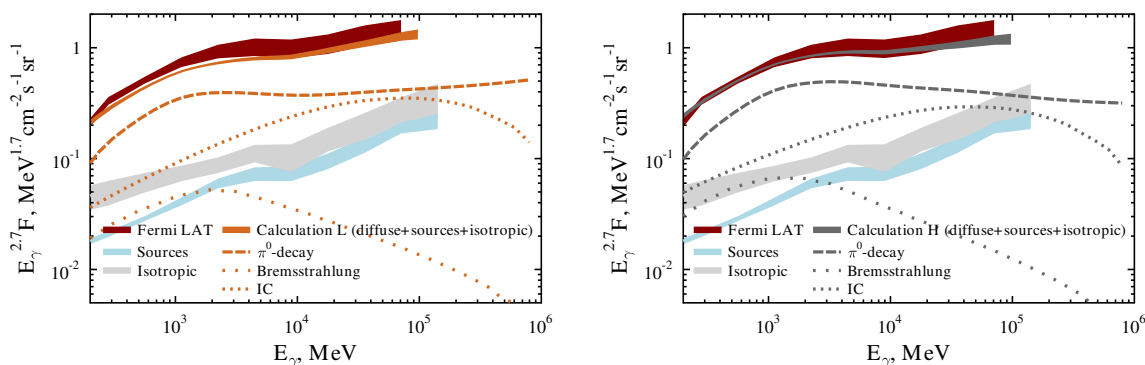 E_γ^2.7 F, MeV^1.7 cm^-2 s^-1 sr^-1
1
10^-1
10^-2
Fermi LAT
Sources
Isotropic
Calculation L (diffuse+sources+isotropic)
π^0-decay
Bremsstrahlung
IC
10^3 10^4 10^5 10^6
E_γ, MeV
E_γ^2.7 F, MeV^1.7 cm^-2 s^-1 sr^-1
1
10^-1
10^-2
Fermi LAT
Sources
Isotropic
Calculation H (diffuse+sources+isotropic)
π^0-decay
Bremsstrahlung
IC
10^3 10^4 10^5 10^6
E_γ, MeV